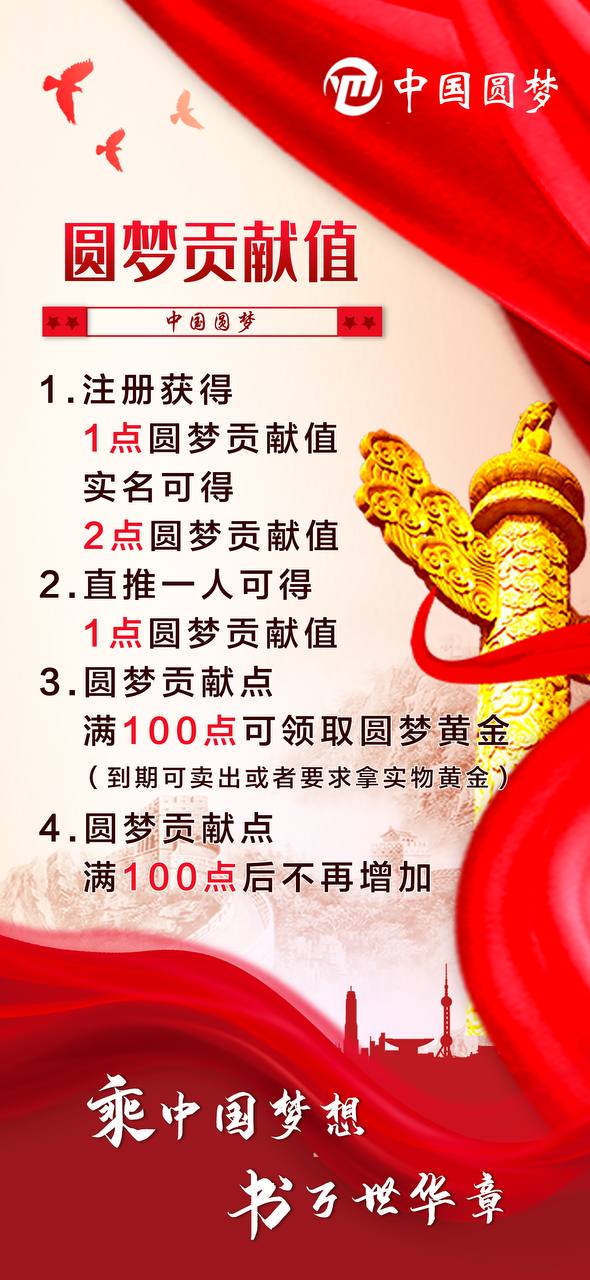 中国圆梦
圆梦贡献值
中国圆梦
1.注册获得
1点圆梦贡献值
实名可得
2点圆梦贡献值
2.直推一人可得
1点圆梦贡献值
3.圆梦贡献点
满100点可领取圆梦黄金
（到期可卖出或者要求拿实物黄金）
4.圆梦贡献点
满100点后不再增加
乘中国梦想
书万世华章